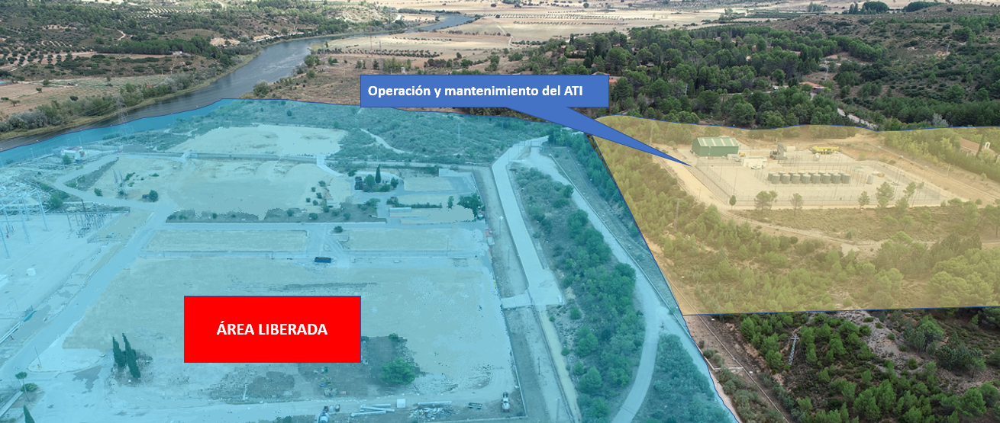 Operación y mantenimiento del ATI
ÁREA LIBERADA